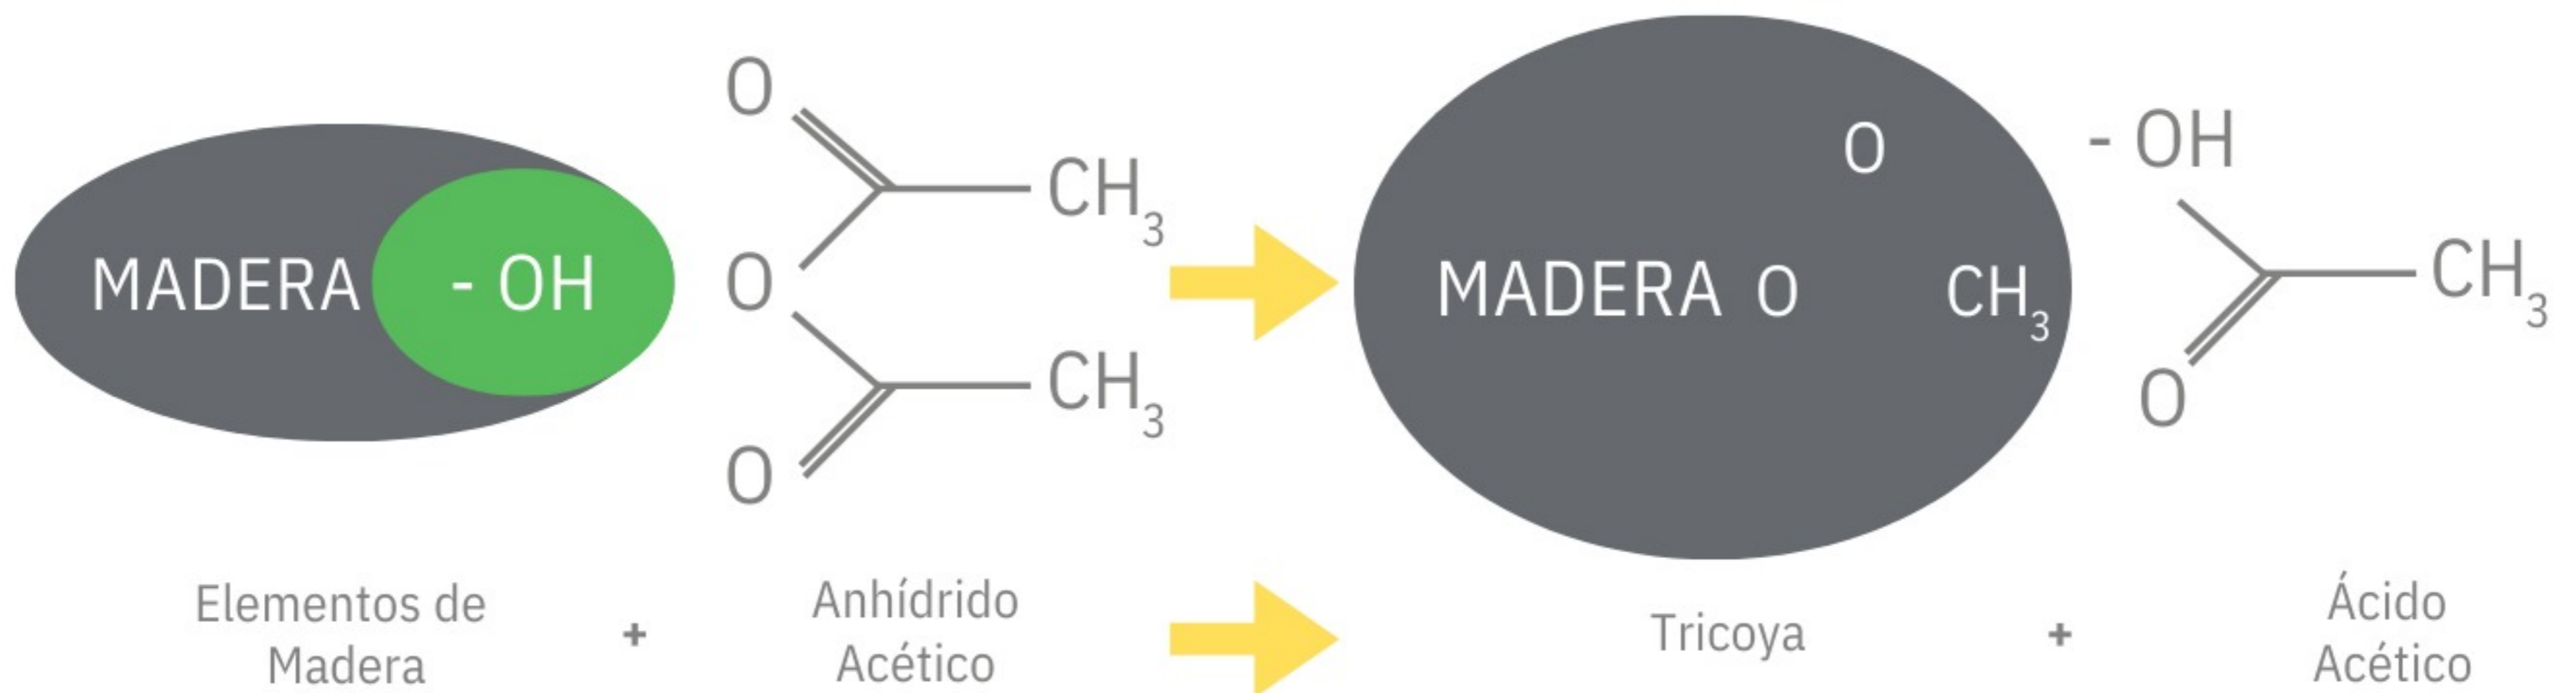 O
CH3
MADERA - OH
O
CH3
O
O
MADERA O
CH3
- OH
CH3
O
Elementos de
Madera
+
Anhídrido
Acético
Tricoya
+
Ácido
Acético